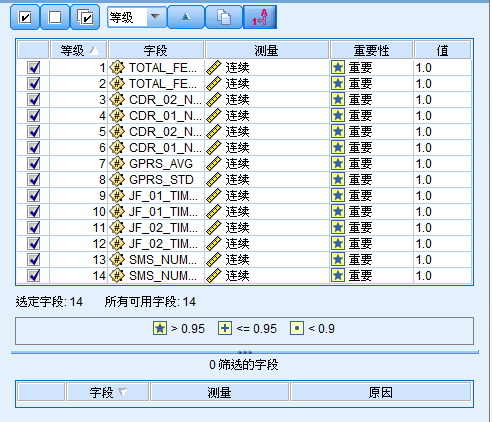 等级
等级 字段 测量 重要性 值
1 TOTAL_FE... 连续 重要 1.0
2 TOTAL_FE... 连续 重要 1.0
3 CDR_02_N... 连续 重要 1.0
4 CDR_01_N... 连续 重要 1.0
5 CDR_02_N... 连续 重要 1.0
6 CDR_01_N... 连续 重要 1.0
7 GPRS_AVG 连续 重要 1.0
8 GPRS_STD 连续 重要 1.0
9 JF_01_TIM... 连续 重要 1.0
10 JF_01_TIM... 连续 重要 1.0
11 JF_02_TIM... 连续 重要 1.0
12 JF_02_TIM... 连续 重要 1.0
13 SMS_NUM... 连续 重要 1.0
14 SMS_NUM... 连续 重要 1.0
选定字段: 14 所有可用字段: 14
> 0.95 <= 0.95 < 0.9
0 筛选的字段
字段 测量 原因